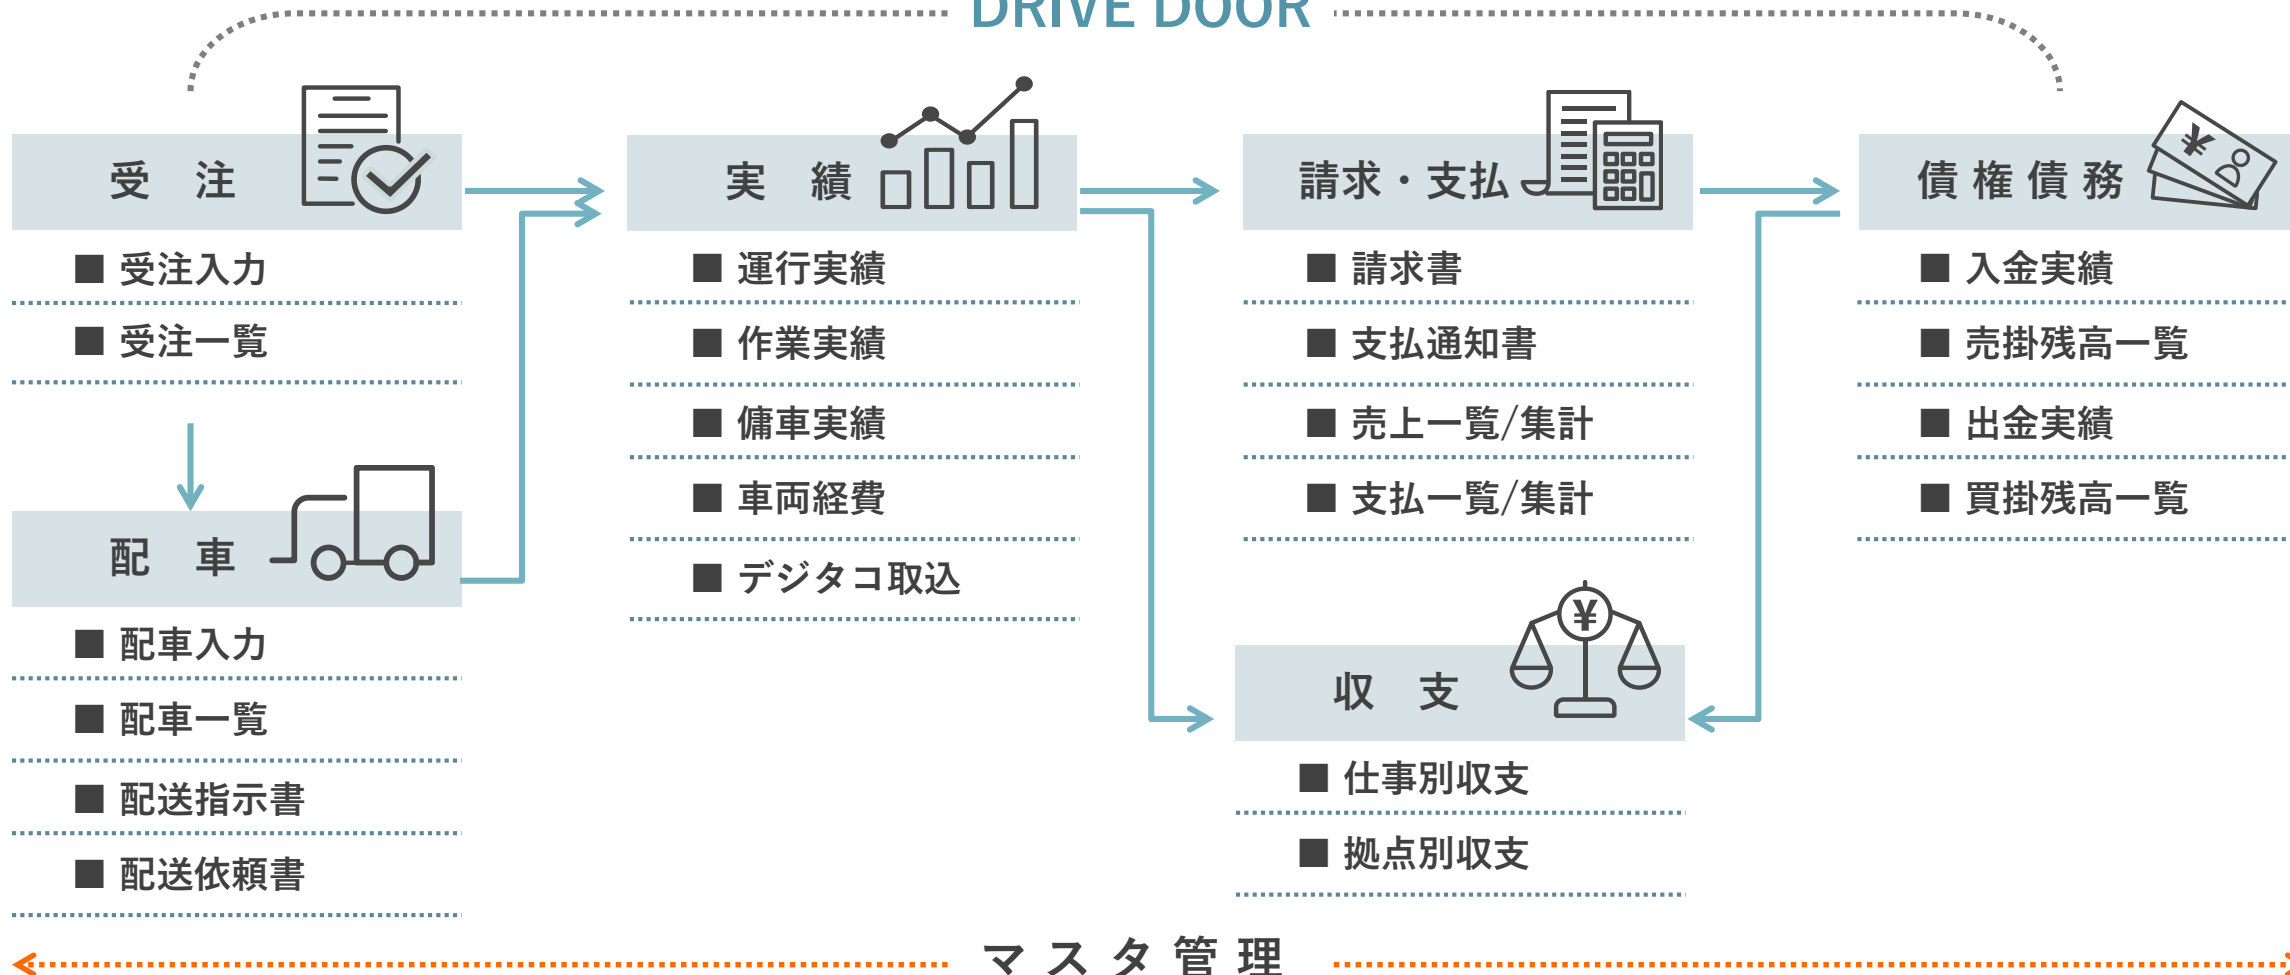 DRIVE DOOR
受 注
■ 受注入力
■ 受注一覧
配 車
■ 配車入力
■ 配車一覧
■ 配送指示書
■ 配送依頼書
実 績
■ 運行実績
■ 作業実績
■ 傭車実績
■ 車両経費
■ デジタコ取込
請求・支払
■ 請求書
■ 支払通知書
■ 売上一覧/集計
■ 支払一覧/集計
¥
収 支
■ 仕事別収支
■ 拠点別収支
¥
債権債務
■ 入金実績
■ 売掛残高一覧
■ 出金実績
■ 買掛残高一覧
マスタ管理